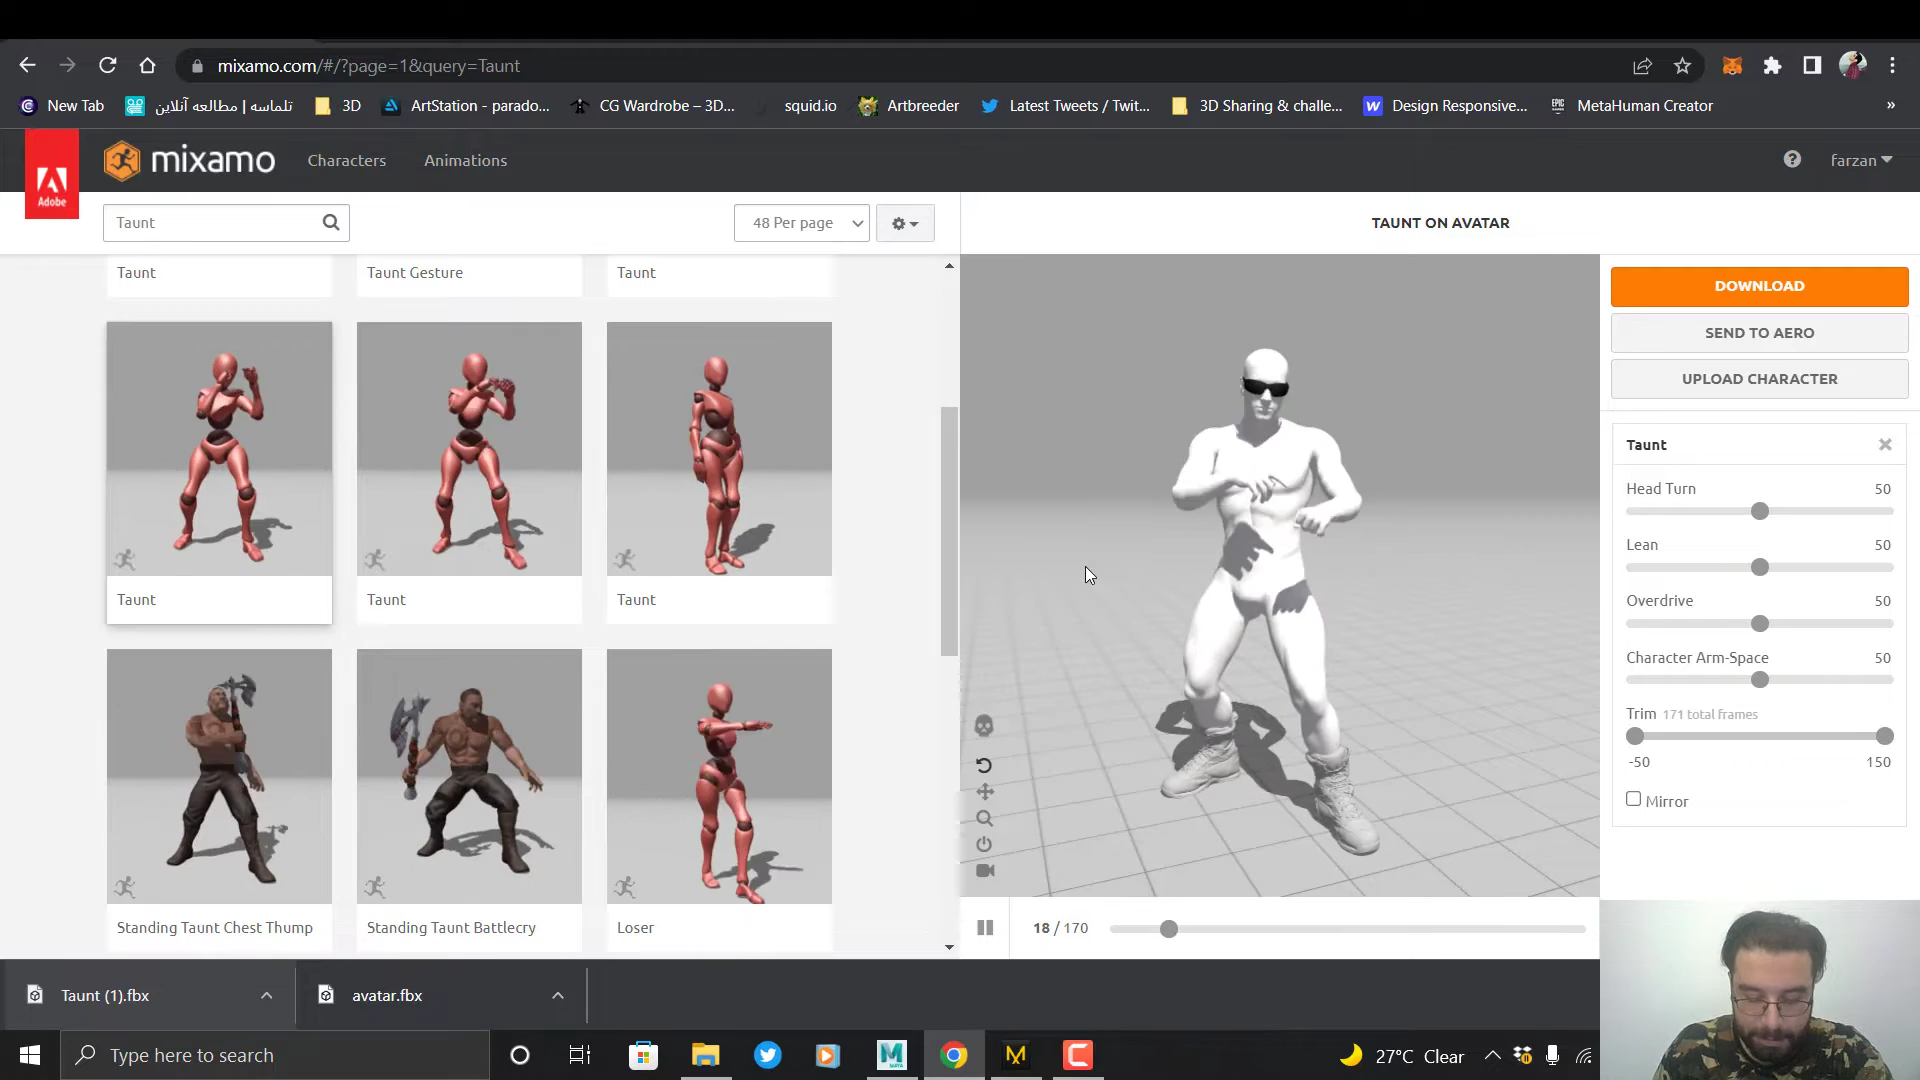 mixamo.com/#/?page=1&query=Taunt
New Tab
تلماسه | مطالعه آنلاین
3D
ArtStation - parado...
CG Wardrobe – 3D...
squid.io
Artbreeder
Latest Tweets / Twit...
3D Sharing & challe...
W
Design Responsive...
EPIC GAMES
MetaHuman Creator
»
Adobe
mixamo
Characters
Animations
farzan
Taunt
48 Per page
TAUNT ON AVATAR
Taunt
Taunt Gesture
Taunt
Taunt
Taunt
Taunt
Standing Taunt Chest Thump
Standing Taunt Battlecry
Loser
DOWNLOAD
SEND TO AERO
UPLOAD CHARACTER
Taunt
Head Turn 50
Lean 50
Overdrive 50
Character Arm-Space 50
Trim 171 total frames
-50 150
Mirror
18 / 170
Taunt (1).fbx
avatar.fbx
Type here to search
27°C Clear